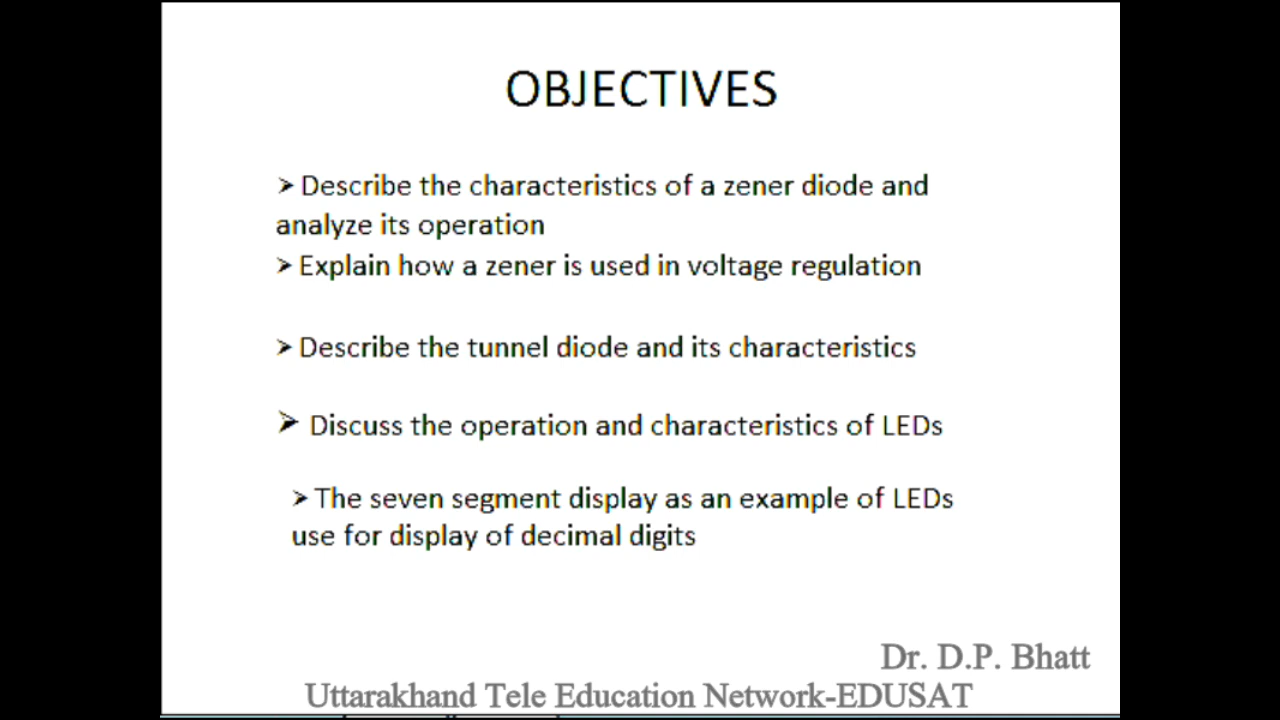 OBJECTIVES
➢ Describe the characteristics of a zener diode and
analyze its operation
➢ Explain how a zener is used in voltage regulation
➢ Describe the tunnel diode and its characteristics
➢ Discuss the operation and characteristics of LEDs
➢ The seven segment display as an example of LEDs
use for display of decimal digits
Dr. D.P. Bhatt
Uttarakhand Tele Education Network-EDUSAT